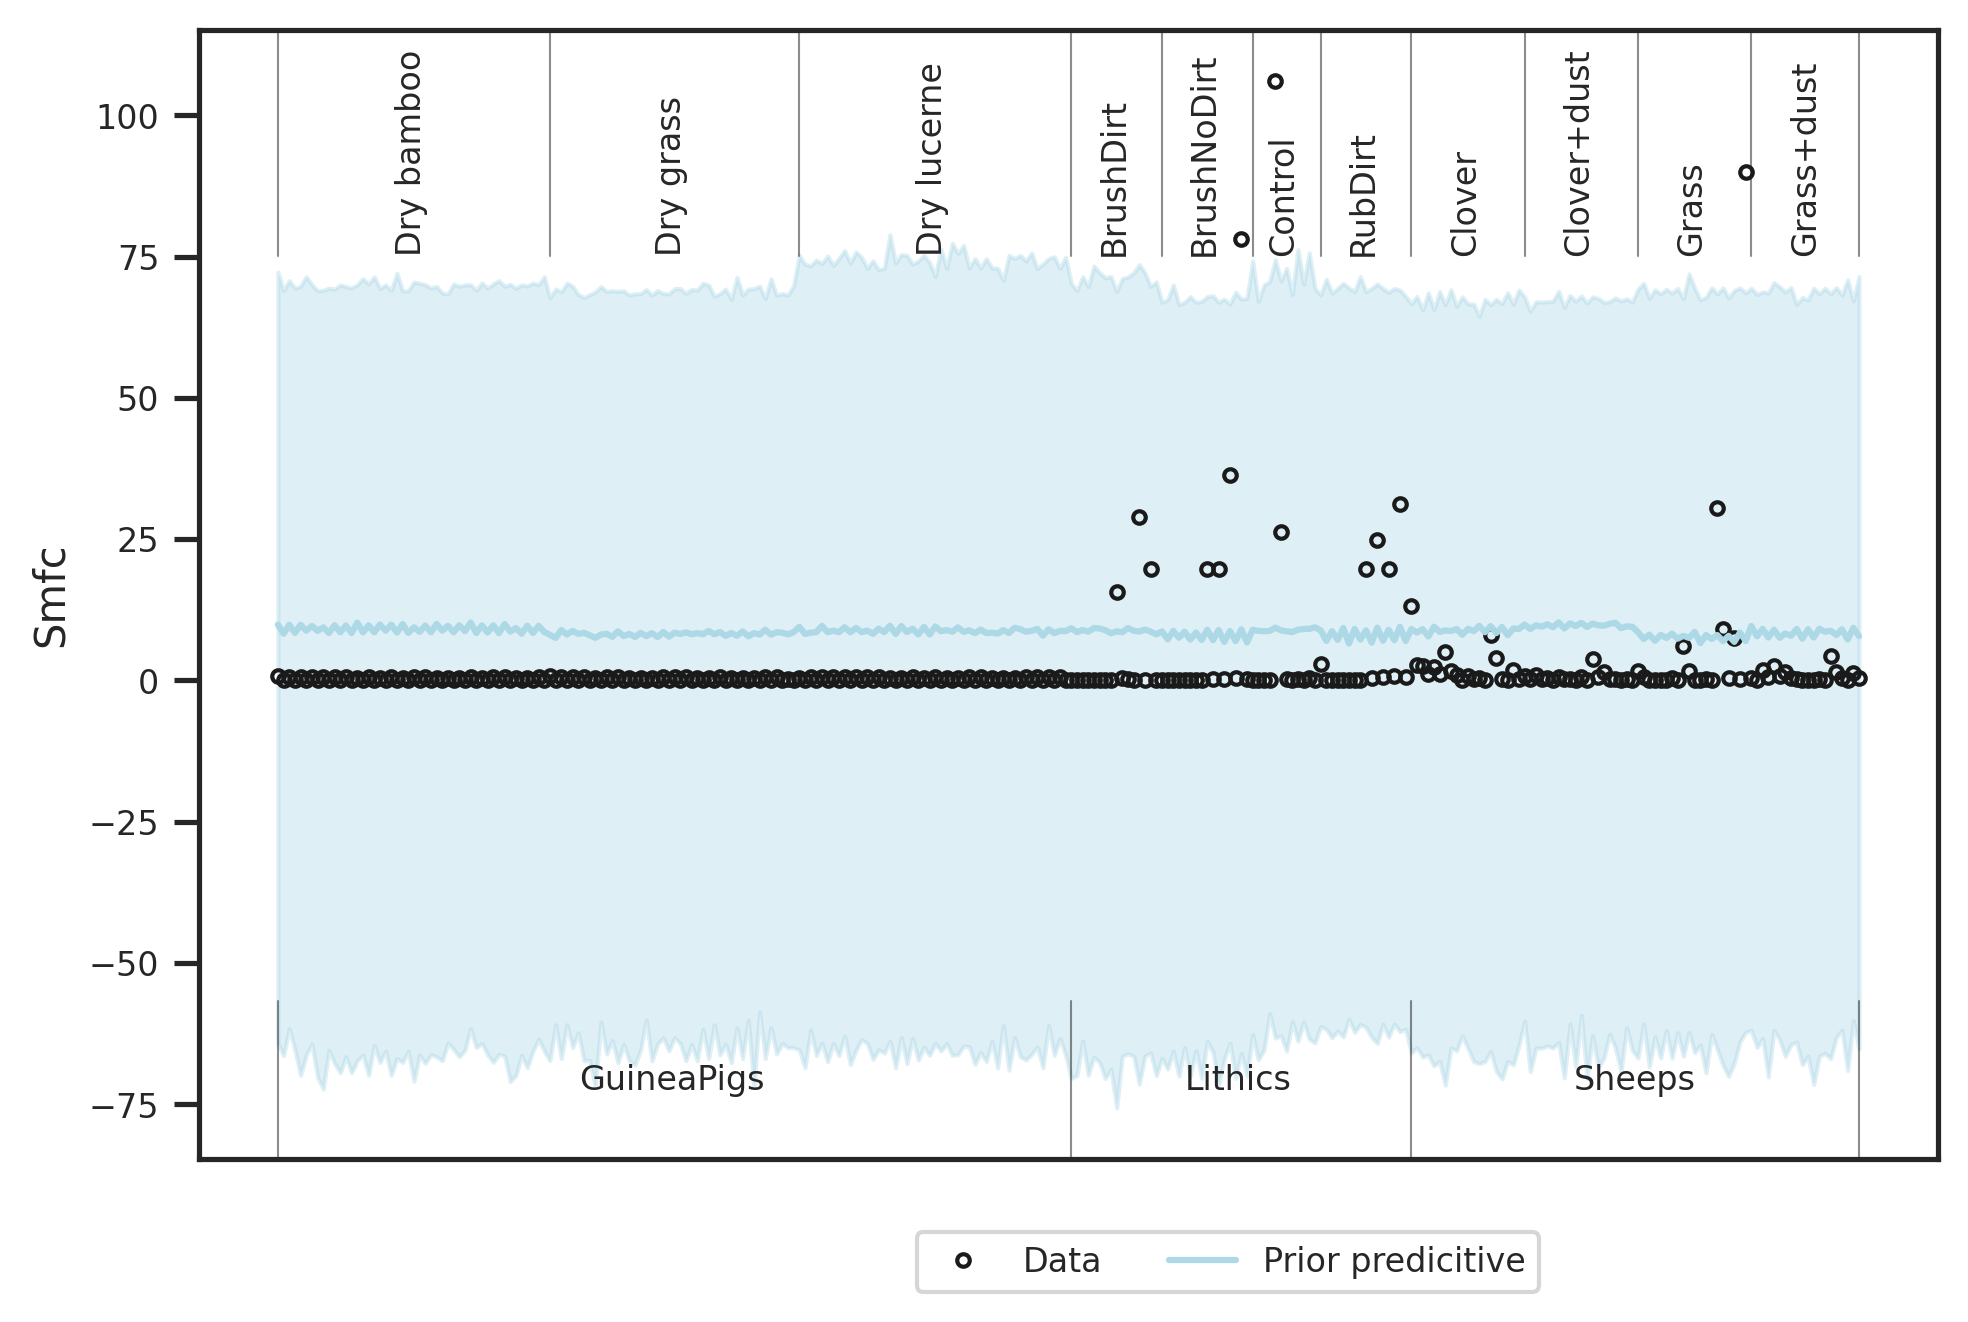 Smfc
100
75
50
25
0
−25
−50
−75
Dry bamboo
Dry grass
Dry lucerne
BrushDirt
BrushNoDirt
Control
RubDirt
Clover
Clover+dust
Grass
Grass+dust
GuineaPigs
Lithics
Sheeps
Data
Prior predicitive